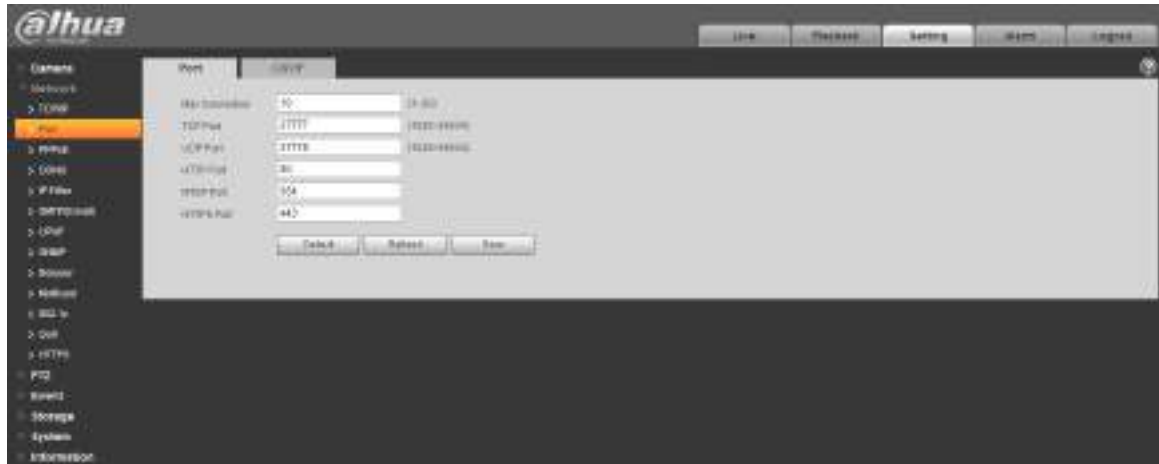 alhua
Live Playback Setting Alarm Logout
Camera
Network
> TCP/IP
> Port
> PPPoE
> DDNS
> IP Filter
> SMTP(Email)
> UPnP
> SNMP
> Bonjour
> Multicast
> 802.1x
> QoS
> HTTPS
PTZ
Event
Storage
System
Information
Port ONVIF
Max Connection 10
TCP Port 37777
UDP Port 37778
HTTP Port 80
RTSP Port 554
HTTPS Port 443
Default Refresh Save